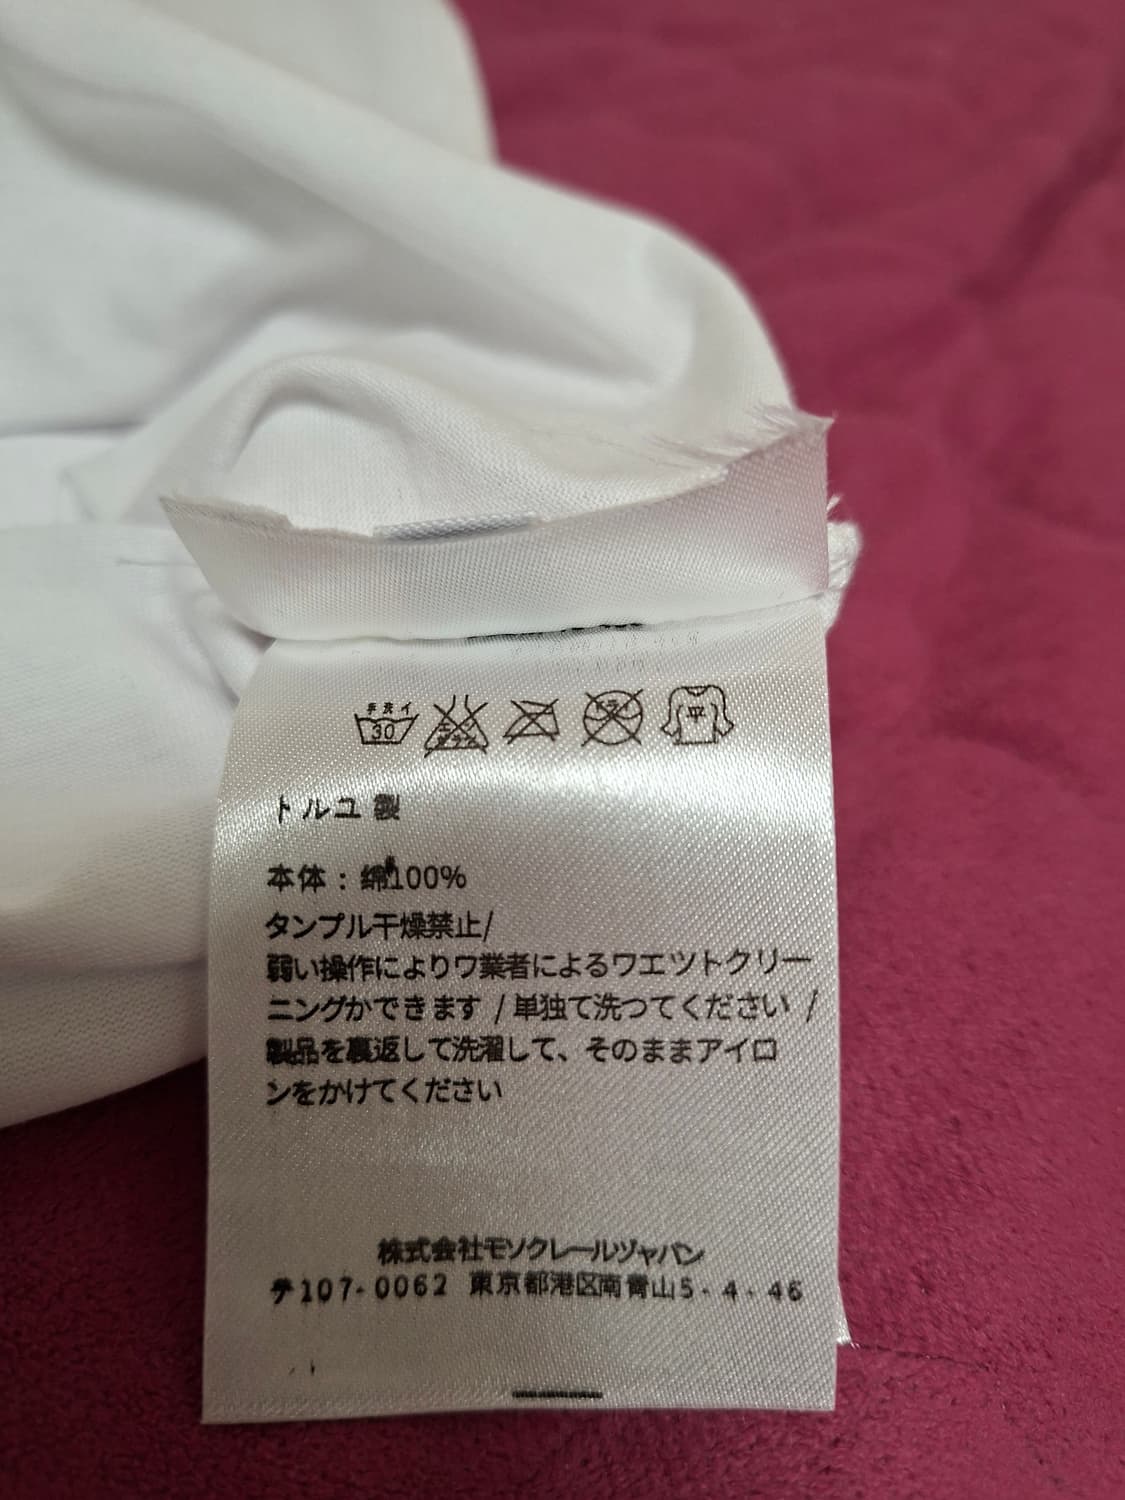 手洗イ
30
平
トルユ製
本体：绵100%
タンプル干燥禁止/
弱い操作によりワ業者によるワエツトクリー
ニングかできます /単独て洗つてください /
製品を裏返して洗濯して、そのままアイロ
ンをかけてください
株式会社モソクレールヅャパン
〒107-0062 東京都港区南青山5-4-46